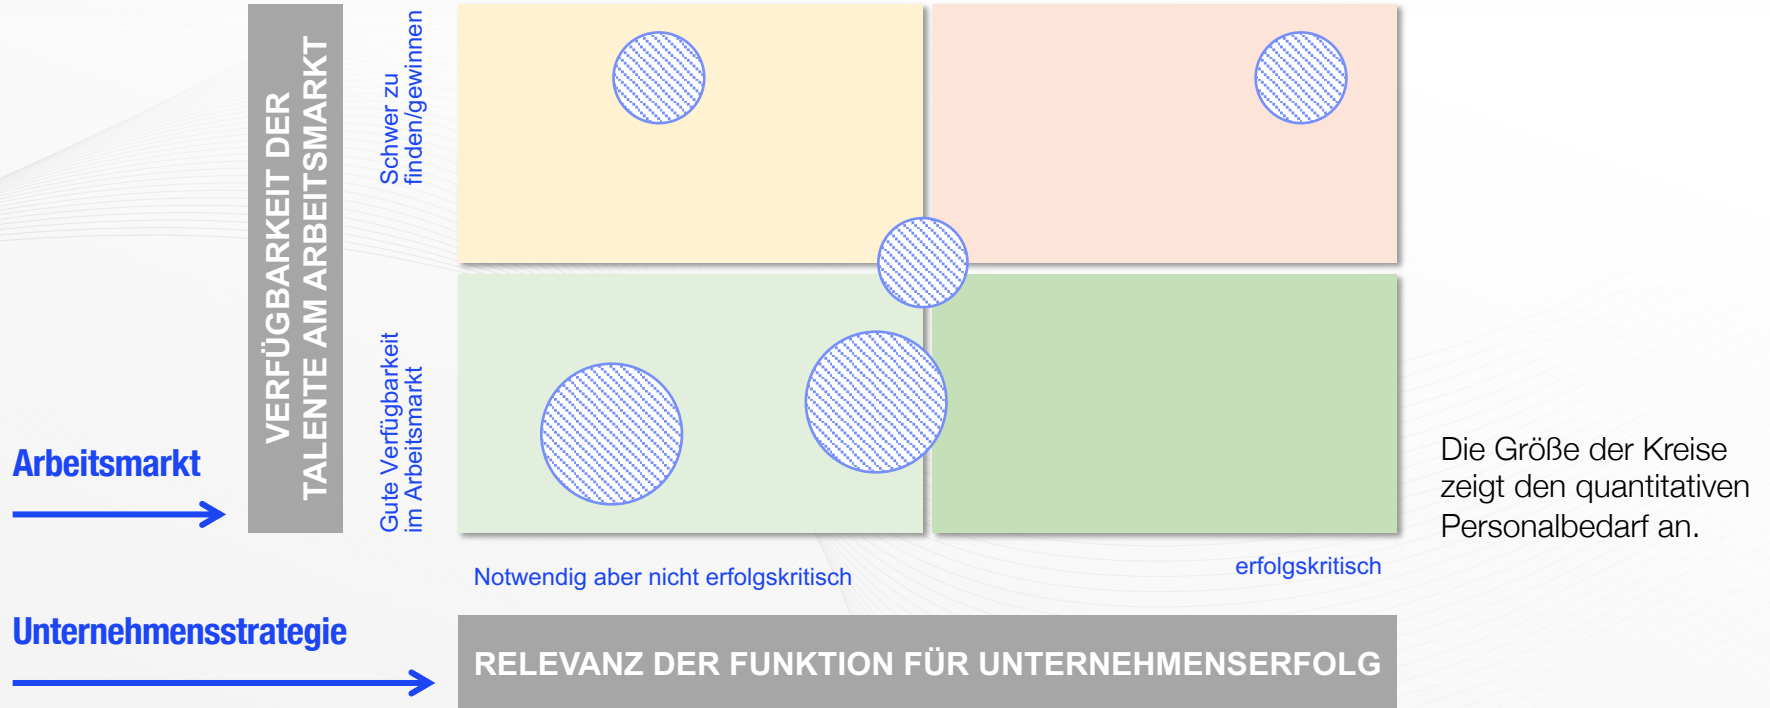 VERFÜGBARKEIT DER
TALENTE AM ARBEITSMARKT
Schwer zu
finden/gewinnen
Gute Verfügbarkeit
im Arbeitsmarkt
Arbeitsmarkt
Die Größe der Kreise
zeigt den quantitativen
Personalbedarf an.
Notwendig aber nicht erfolgskritisch
erfolgskritisch
Unternehmensstrategie
RELEVANZ DER FUNKTION FÜR UNTERNEHMENSERFOLG